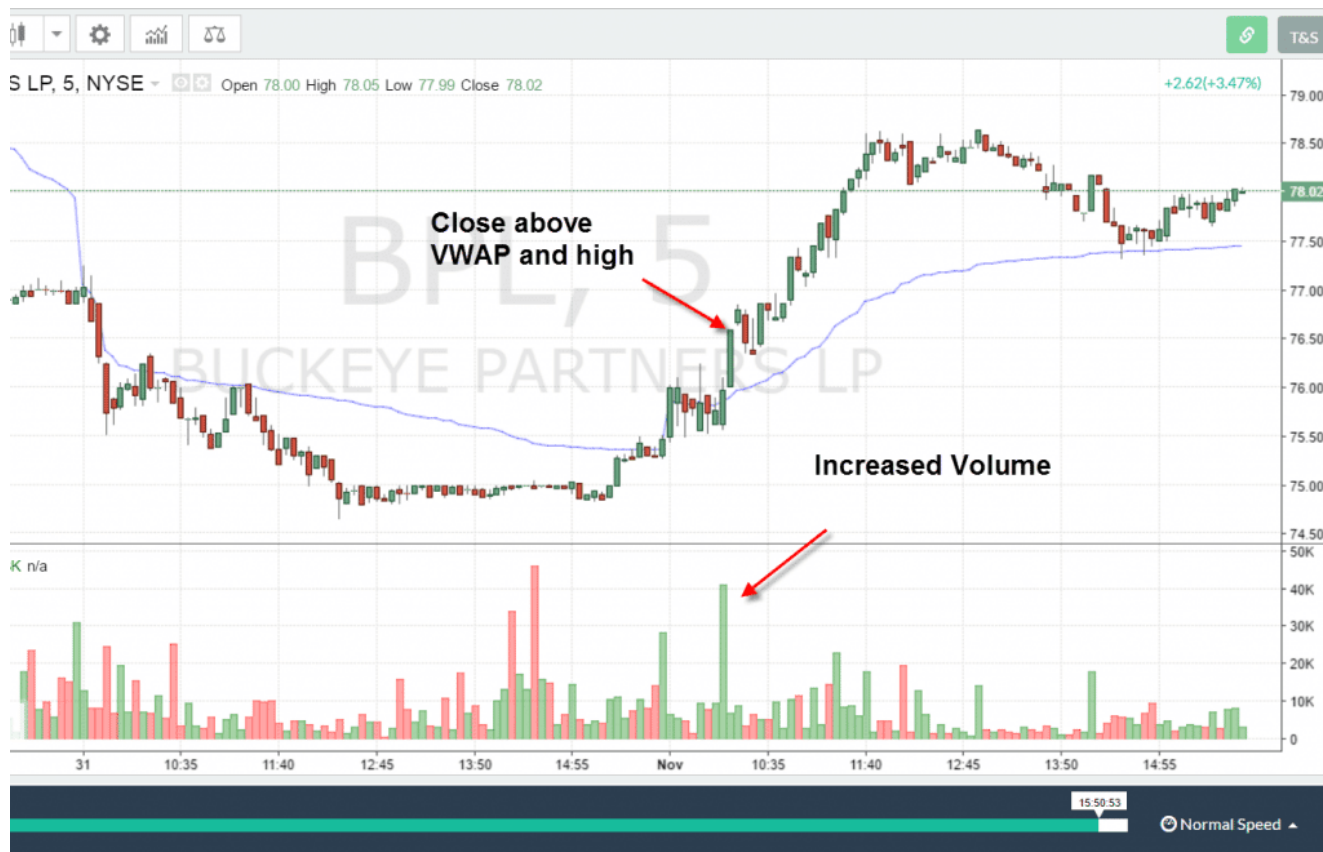 T&S
S LP, 5, NYSE Open 78.00 High 78.05 Low 77.99 Close 78.02
+2.62(+3.47%)
79.00
78.50
78.02
77.50
77.00
76.50
76.00
75.50
75.00
74.50
BPL, 5
BUCKEYE PARTNERS LP
Close above
VWAP and high
Increased Volume
K n/a
50K
40K
30K
20K
10K
0
31 10:35 11:40 12:45 13:50 14:55 Nov 10:35 11:40 12:45 13:50 14:55
15:50:53
Normal Speed